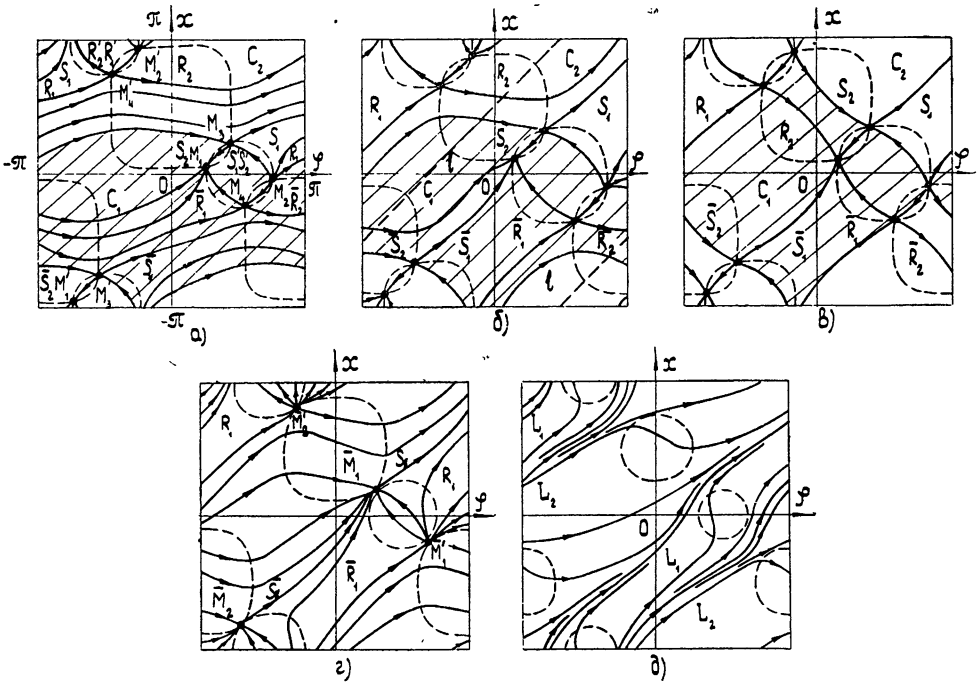 π x
R₁ S₁ R₂' R₁' M₂' R₂ C₂
M₄ M₃ S₁
-π S₂ M₁ S₁' S₂' R₁ φ
O M₄ M₂ π
C₁ R̄₁ R̄₂
S̄₂ M₁' M₃ S̄₁
-π
а)
x
R₁ R₂ C₂ S₁
S₂ l φ
C₁ O
S̄₂ S̄₁ R̄₁ R̄₂ l
б)
x
R₁ C₂ S₂ S₁
R₂ φ
C₁ O
S̄₂ S̄₁ R̄₁ R̄₂
в)
x
R₁ M₂' M̄₁ S₁ R₁
φ
M̄₁'
M̄₂ S̄₁ R̄₁
г)
x
L₁
L₂ φ
O
L₁
L₂
д)